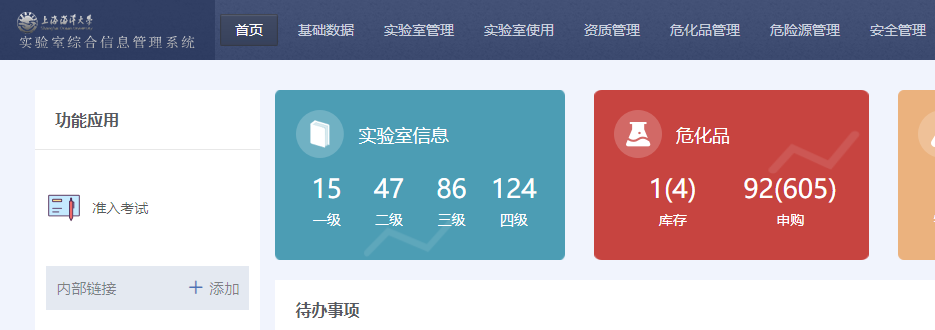 上海海洋大学
实验室综合信息管理系统
首页 基础数据 实验室管理 实验室使用 资质管理 危化品管理 危险源管理 安全管理
功能应用
准入考试
内部链接 + 添加
实验室信息
15 47 86 124
一级 二级 三级 四级
危化品
1(4) 92(605)
库存 申购
待办事项